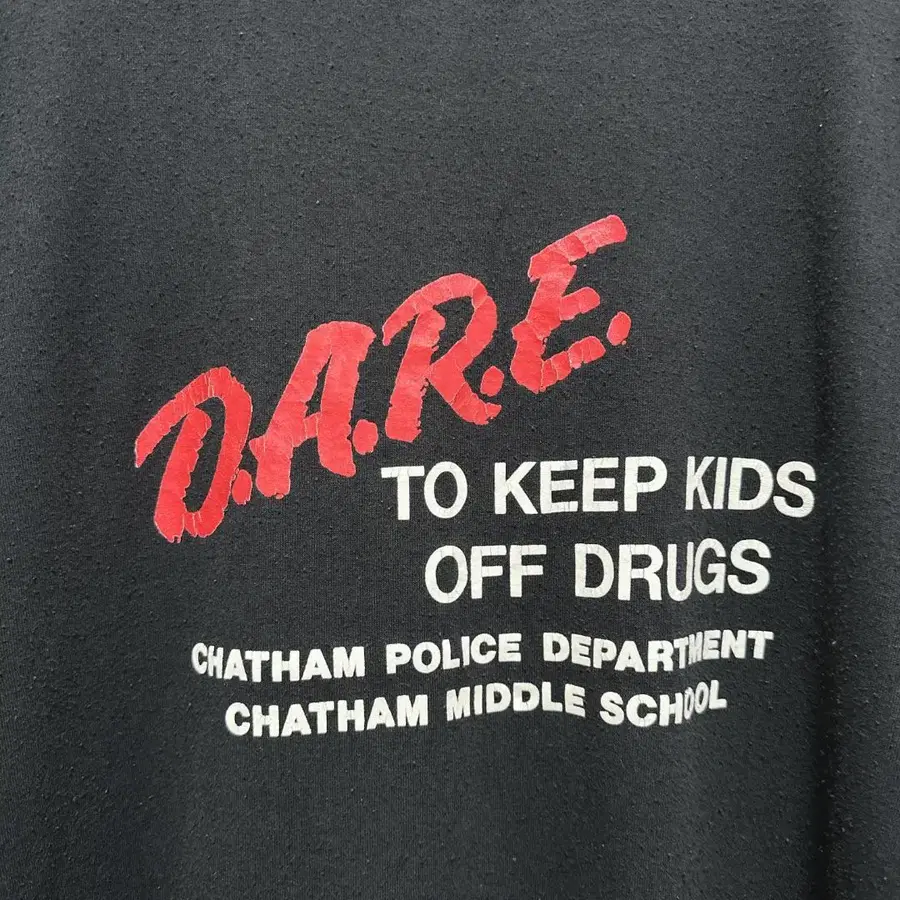 D.A.R.E.
TO KEEP KIDS
OFF DRUGS
CHATHAM POLICE DEPARTMENT
CHATHAM MIDDLE SCHOOL